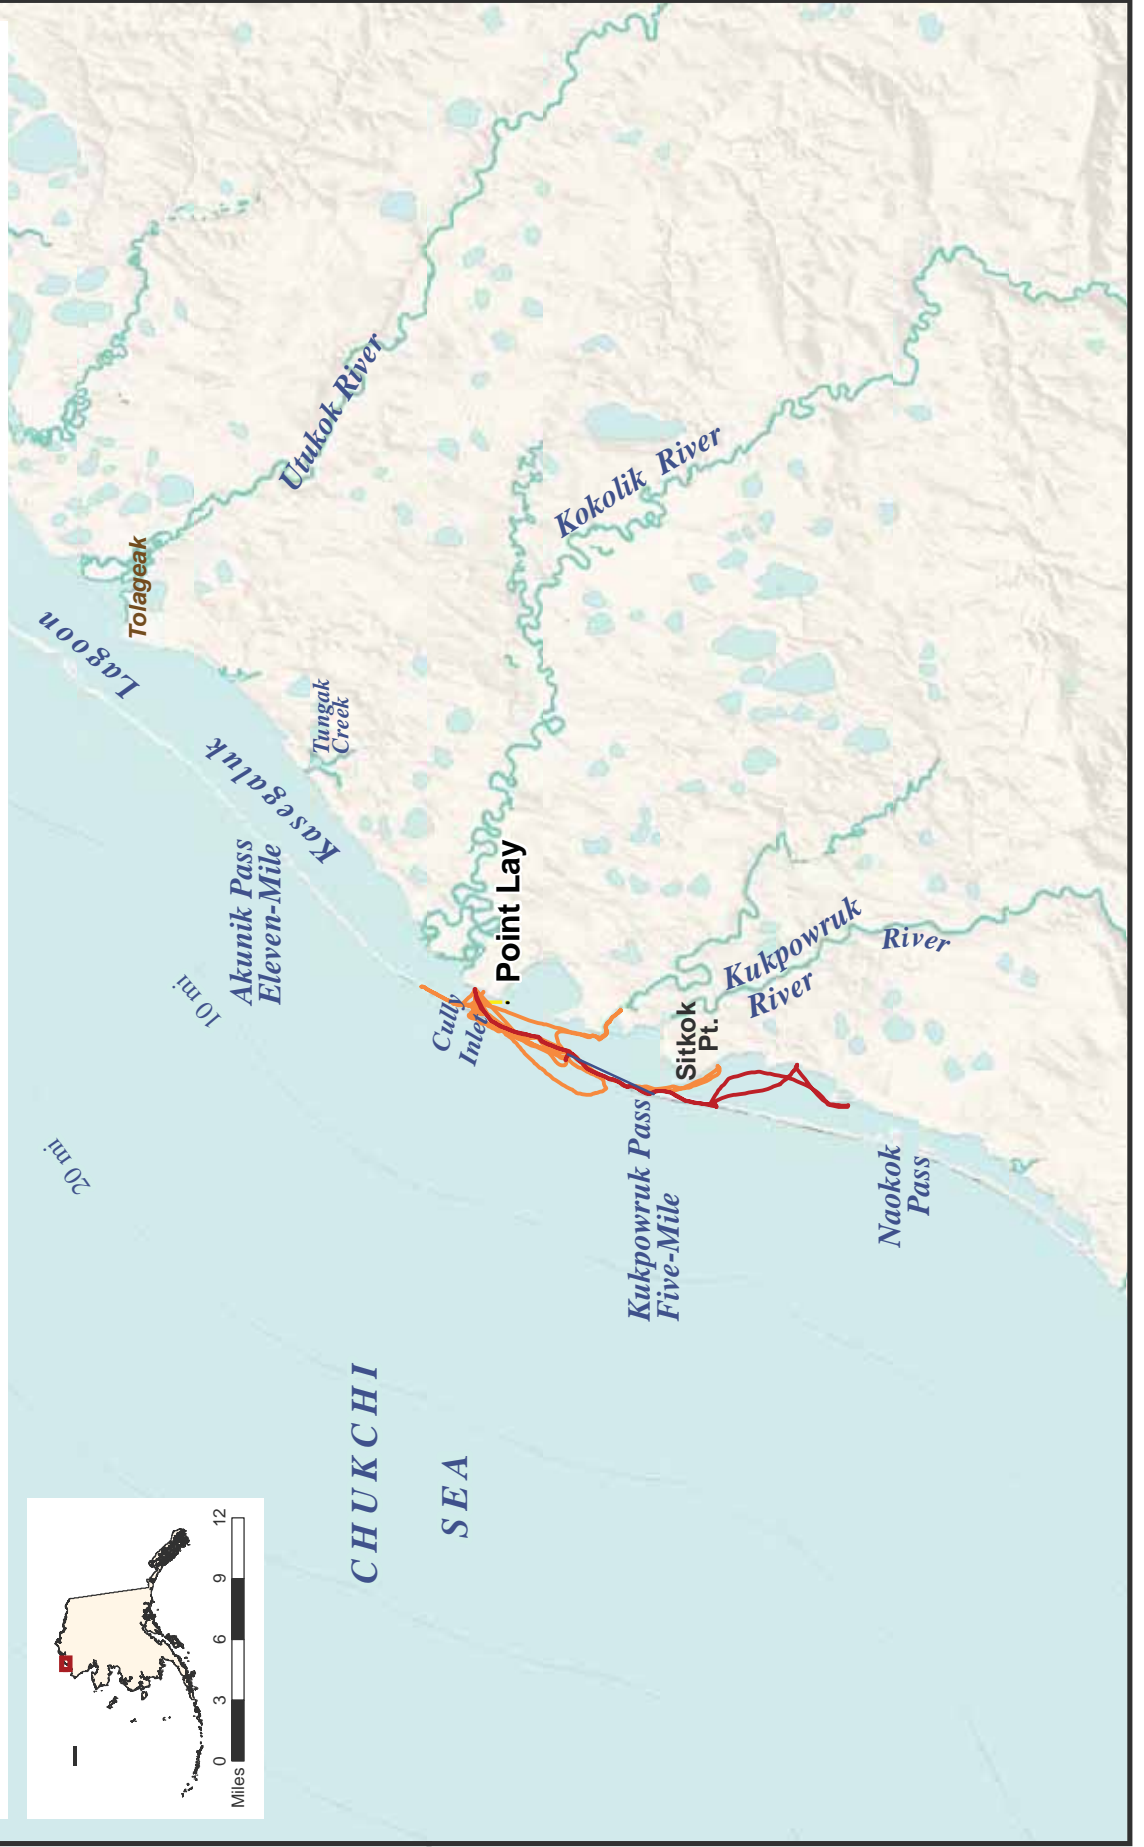 Tolageak
Lagoon
Utukok River
Tungak
Creek
Kasegaluk
Akunik Pass
Eleven-Mile
10 mi
20 mi
Kokolik River
Point Lay
Cully
Inlet
Sitkok
Pt.
Kukpowruk
River
River
Kukpowruk Pass
Five-Mile
Naokok
Pass
CHUKCHI
SEA
0 3 6 9 12
Miles